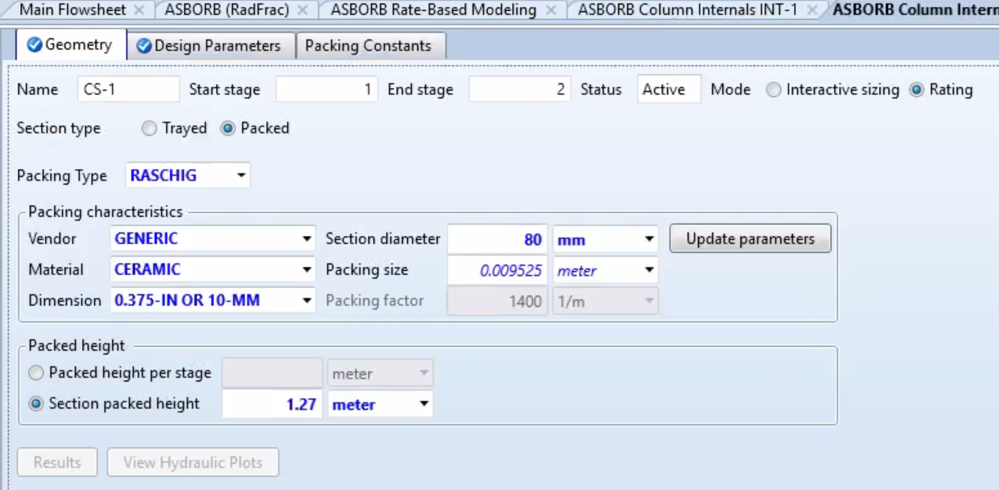 Main Flowsheet ASBORB (RadFrac) ASBORB Rate-Based Modeling ASBORB Column Internals INT-1 ASBORB Column Intern
Geometry Design Parameters Packing Constants
Name CS-1 Start stage 1 End stage 2 Status Active Mode Interactive sizing Rating
Section type Trayed Packed
Packing Type RASCHIG
Packing characteristics
Vendor GENERIC Section diameter 80 mm Update parameters
Material CERAMIC Packing size 0.009525 meter
Dimension 0.375-IN OR 10-MM Packing factor 1400 1/m
Packed height
Packed height per stage meter
Section packed height 1.27 meter
Results View Hydraulic Plots